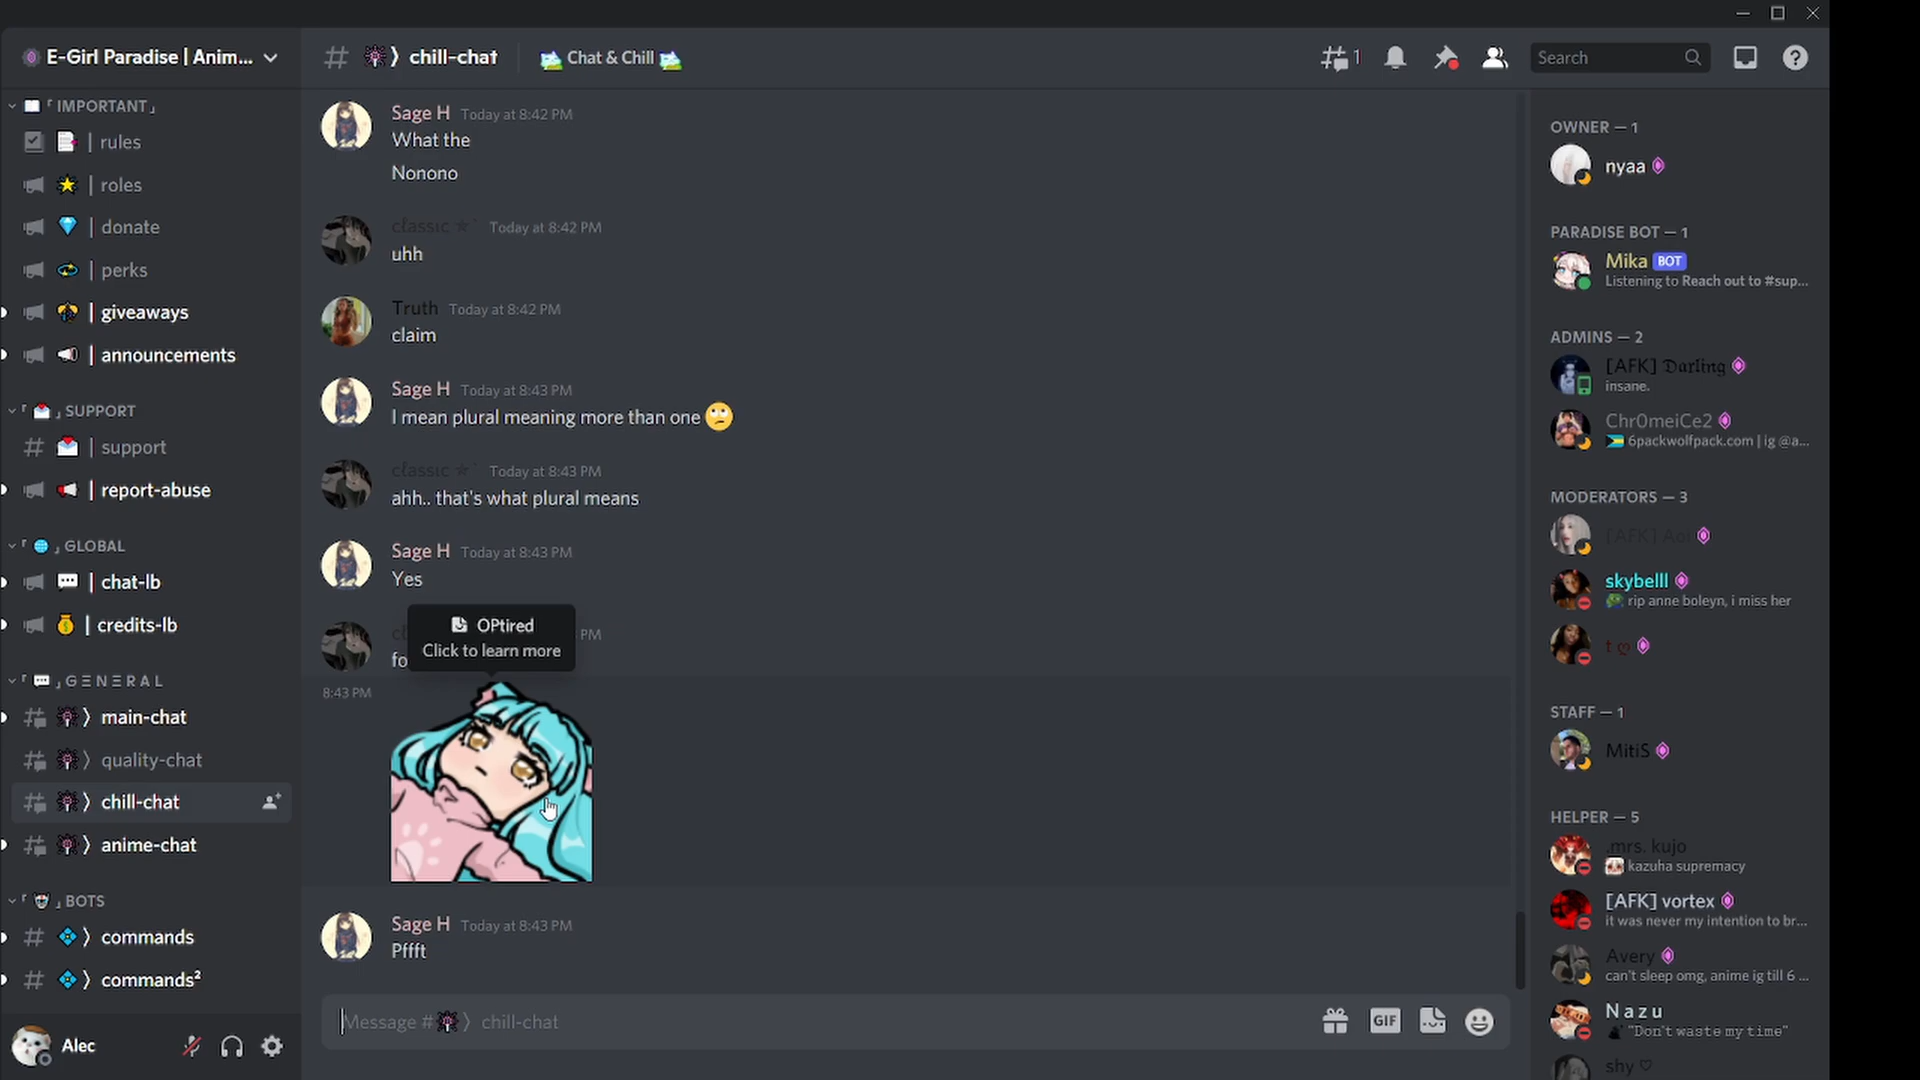 E-Girl Paradise | Anim...
「 IMPORTANT」
| rules
| roles
| donate
| perks
| giveaways
| announcements
「 」SUPPORT
| support
| report-abuse
「 」GLOBAL
| chat-lb
| credits-lb
「 」G Ξ N Ξ R A L
⟩ main-chat
⟩ quality-chat
⟩ chill-chat
⟩ anime-chat
「 」BOTS
⟩ commands
⟩ commands²
Alec
# ⟩ chill-chat
Chat & Chill
1
Search
Sage H Today at 8:42 PM
What the
Nonono
classic ★ Today at 8:42 PM
uhh
Truth Today at 8:42 PM
claim
Sage H Today at 8:43 PM
I mean plural meaning more than one 🙄
classic ★ Today at 8:43 PM
ahh.. that's what plural means
Sage H Today at 8:43 PM
Yes
PM
OPtired
Click to learn more
8:43 PM
Sage H Today at 8:43 PM
Pffft
Message # ⟩ chill-chat
GIF
OWNER — 1
nyaa
PARADISE BOT — 1
Mika BOT
Listening to Reach out to #sup...
ADMINS — 2
[AFK] 𝔇𝔞𝔯𝔩𝔦𝔫𝔤
insane.
Chr0meiCe2
6packwolfpack.com | ig @a...
MODERATORS — 3
[AFK] Aoi
skybelll
rip anne boleyn, i miss her
t ღ
STAFF — 1
MitiS
HELPER — 5
.mrs. kujo
kazuha supremacy
[AFK] vortex
it was never my intention to br...
Avery
can't sleep omg, anime ig till 6 ...
N a z u
"Don't waste my time"
shy ♡